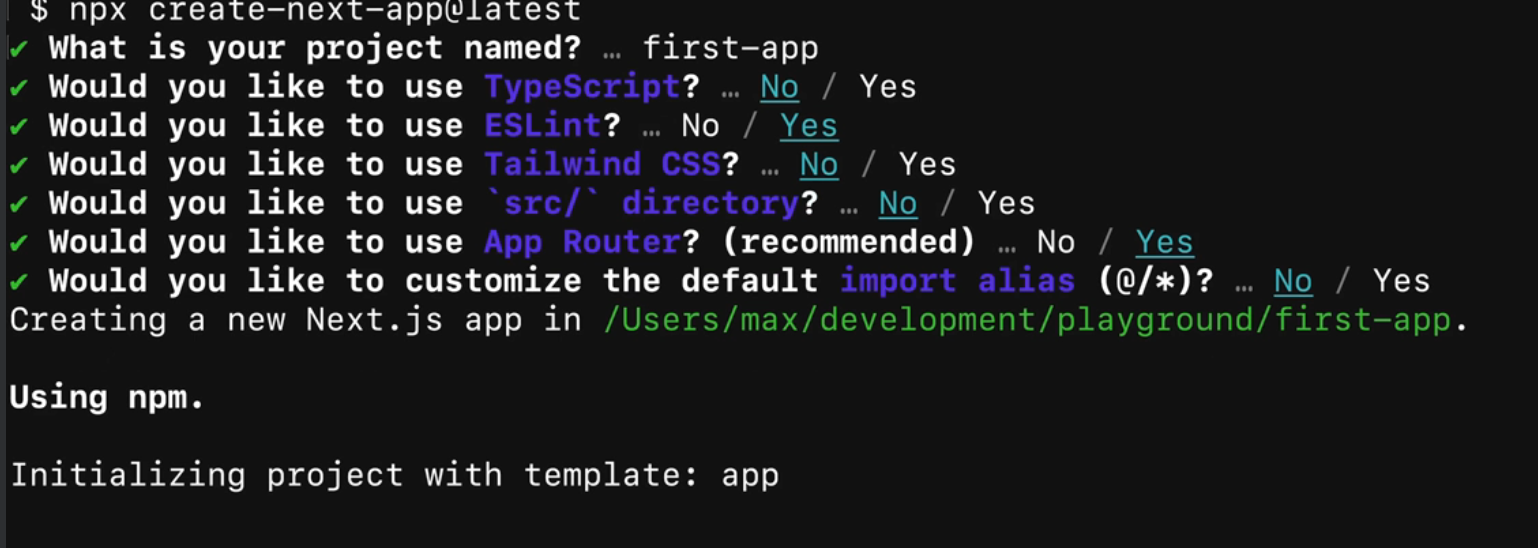 $ npx create-next-app@latest
✔ What is your project named? … first-app
✔ Would you like to use TypeScript? … No / Yes
✔ Would you like to use ESLint? … No / Yes
✔ Would you like to use Tailwind CSS? … No / Yes
✔ Would you like to use `src/` directory? … No / Yes
✔ Would you like to use App Router? (recommended) … No / Yes
✔ Would you like to customize the default import alias (@/*)? … No / Yes
Creating a new Next.js app in /Users/max/development/playground/first-app.
Using npm.
Initializing project with template: app